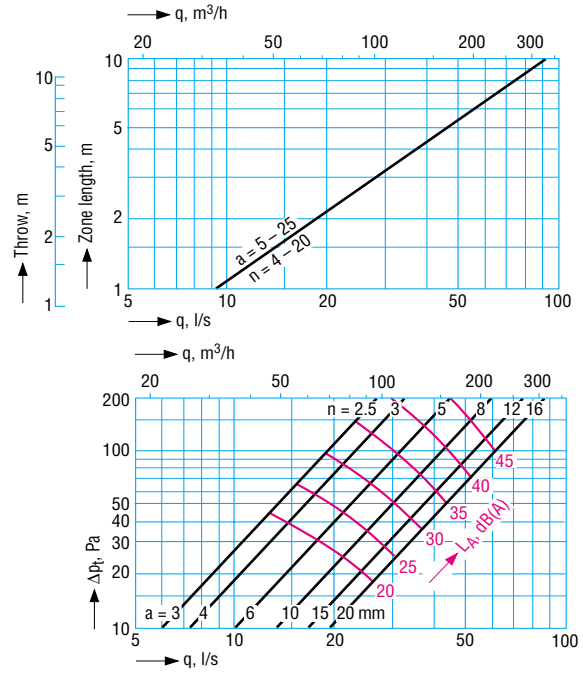 q, m³/h
20 50 100 200 300
10
5
2
1
Throw, m
10
5
2
1
Zone length, m
a = 5 – 25
n = 4 – 20
5 10 20 50 100
q, l/s
q, m³/h
20 50 100 200 300
200
100
50
40
30
20
10
Δpt, Pa
n = 2.5 3 5 8 12 16
45
40
35
30
25
20
LA, dB(A)
a = 3 4 6 10 15 20 mm
5 10 20 50 100
q, l/s